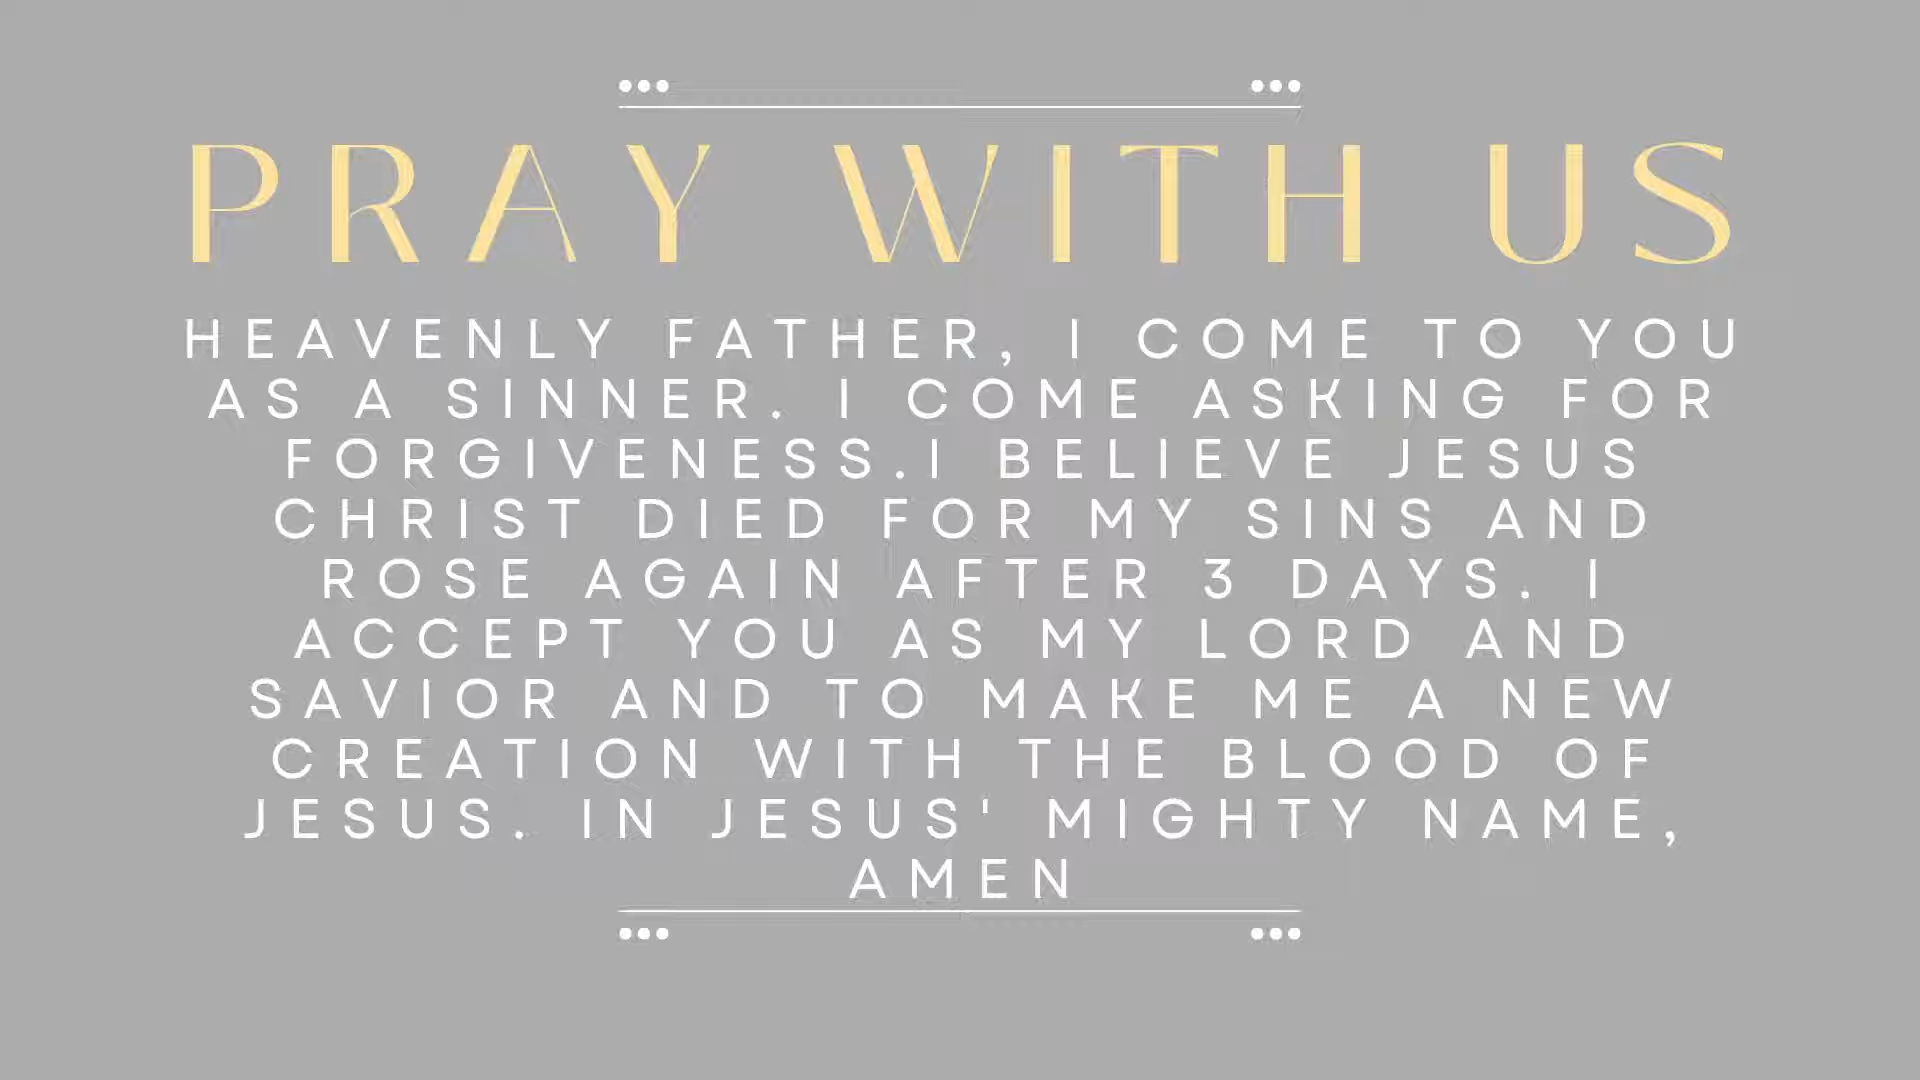 PRAY WITH US
HEAVENLY FATHER, I COME TO YOU
AS A SINNER. I COME ASKING FOR
FORGIVENESS.I BELIEVE JESUS
CHRIST DIED FOR MY SINS AND
ROSE AGAIN AFTER 3 DAYS. I
ACCEPT YOU AS MY LORD AND
SAVIOR AND TO MAKE ME A NEW
CREATION WITH THE BLOOD OF
JESUS. IN JESUS' MIGHTY NAME,
AMEN